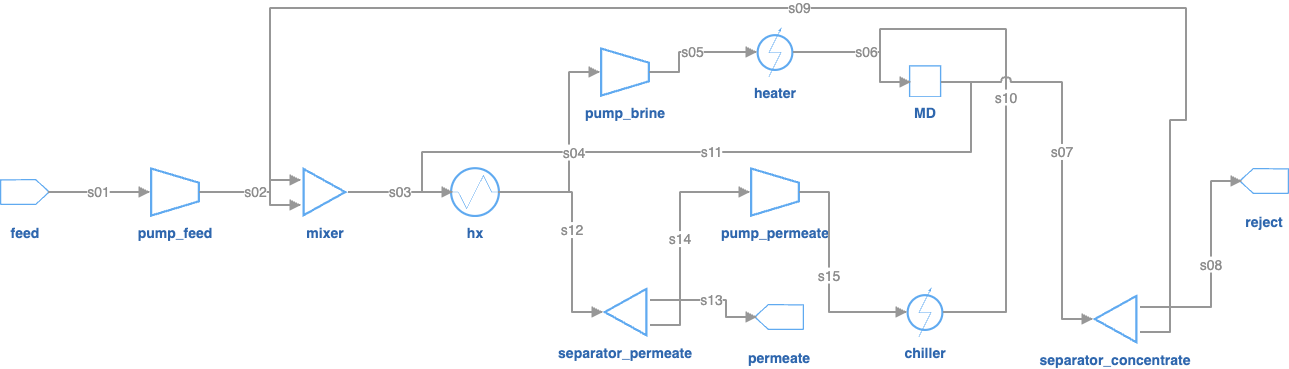 s09
s05
s06
heater
pump_brine
MD
s10
s04
s11
s07
s01
s02
s03
feed
pump_feed
mixer
hx
s12
s14
pump_permeate
reject
s15
s08
s13
separator_permeate
permeate
chiller
separator_concentrate